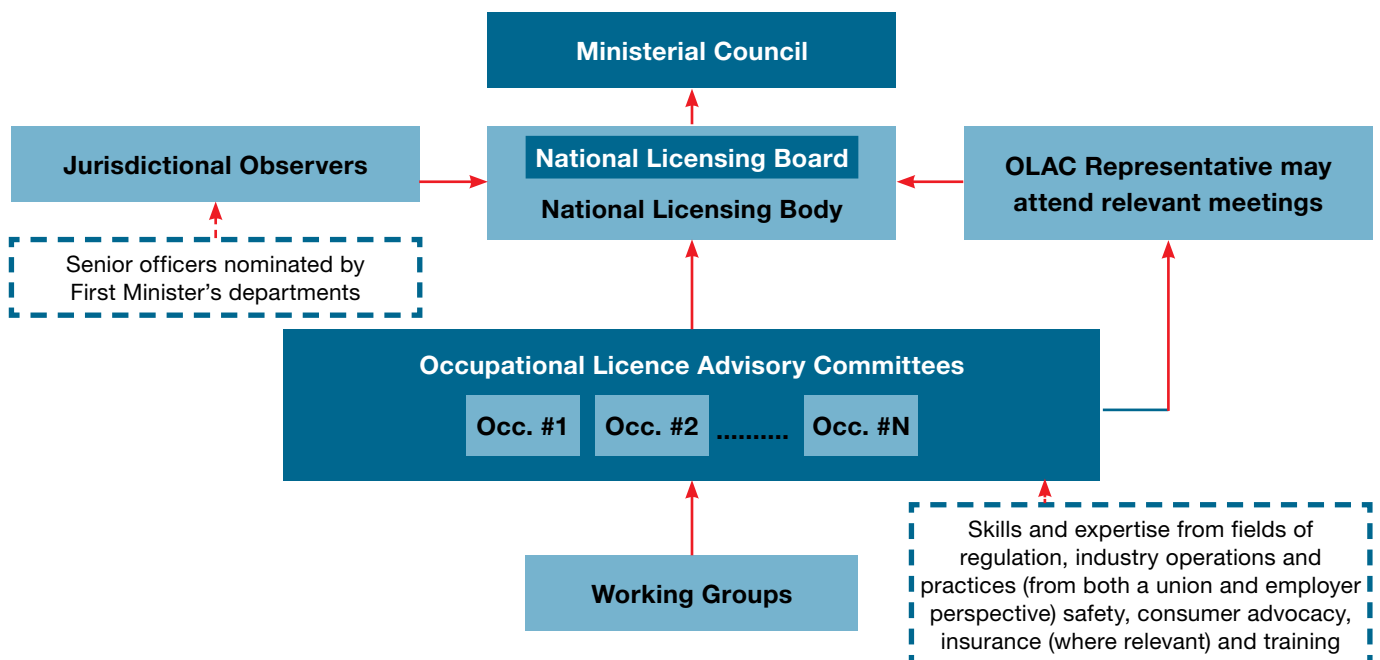 Ministerial Council
Jurisdictional Observers
National Licensing Board
National Licensing Body
OLAC Representative may
attend relevant meetings
Senior officers nominated by
First Minister’s departments
Occupational Licence Advisory Committees
Occ. #1 Occ. #2 .......... Occ. #N
Working Groups
Skills and expertise from fields of
regulation, industry operations and
practices (from both a union and employer
perspective) safety, consumer advocacy,
insurance (where relevant) and training